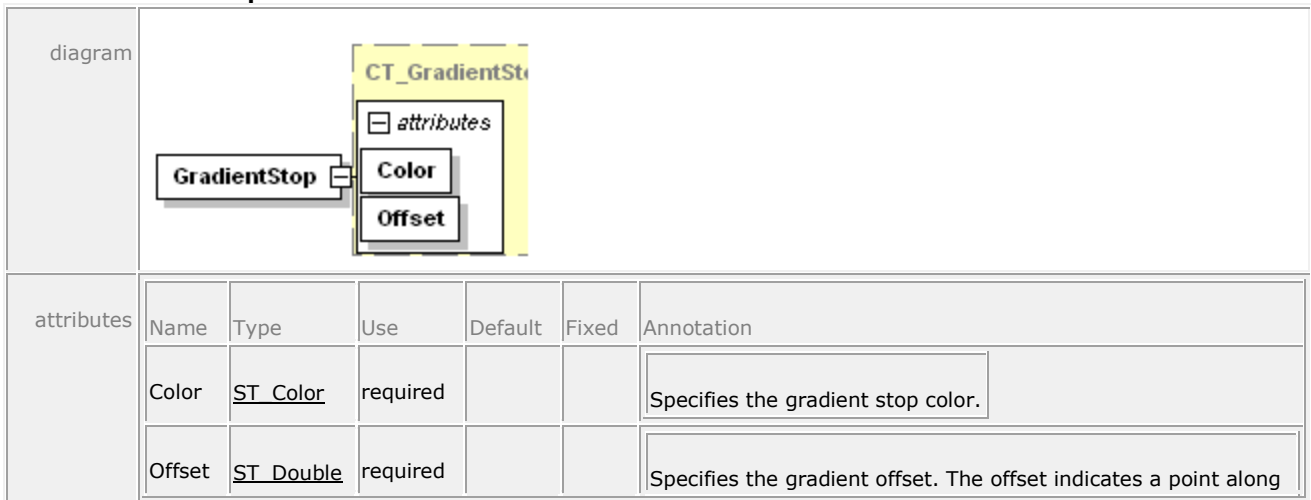 diagram
CT_GradientSt
attributes
GradientStop
Color
Offset
attributes
Name Type Use Default Fixed Annotation
Color ST_Color required Specifies the gradient stop color.
Offset ST_Double required Specifies the gradient offset. The offset indicates a point along